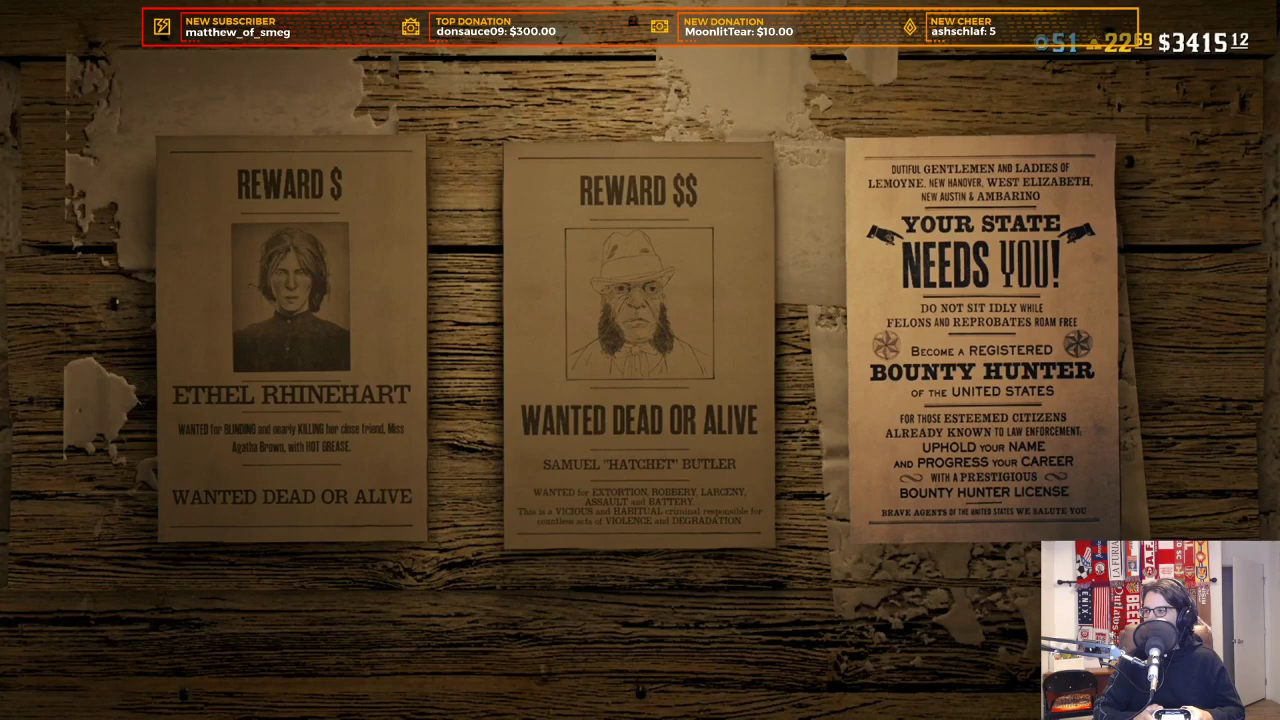 NEW SUBSCRIBER
matthew_of_smeg
TOP DONATION
donsauce09: $300.00
NEW DONATION
MoonlitTear: $10.00
NEW CHEER
ashschlaf: 5
51 2259 $341512
REWARD $
ETHEL RHINEHART
WANTED for BLINDING and nearly KILLING her close friend, Miss
Agatha Brown, with HOT GREASE.
WANTED DEAD OR ALIVE
REWARD $$
WANTED DEAD OR ALIVE
SAMUEL "HATCHET" BUTLER
WANTED for EXTORTION, ROBBERY, LARCENY,
ASSAULT and BATTERY
This is a VICIOUS and HABITUAL criminal responsible for
countless acts of VIOLENCE and DEGRADATION.
DUTIFUL GENTLEMEN AND LADIES OF
LEMOYNE, NEW HANOVER, WEST ELIZABETH,
NEW AUSTIN & AMBARINO
YOUR STATE
NEEDS YOU!
DO NOT SIT IDLY WHILE
FELONS AND REPROBATES ROAM FREE
BECOME A REGISTERED
BOUNTY HUNTER
OF THE UNITED STATES
FOR THOSE ESTEEMED CITIZENS
ALREADY KNOWN TO LAW ENFORCEMENT:
UPHOLD YOUR NAME
AND PROGRESS YOUR CAREER
WITH A PRESTIGIOUS
BOUNTY HUNTER LICENSE
BRAVE AGENTS OF THE UNITED STATES WE SALUTE YOU
LA FURIA
BEER